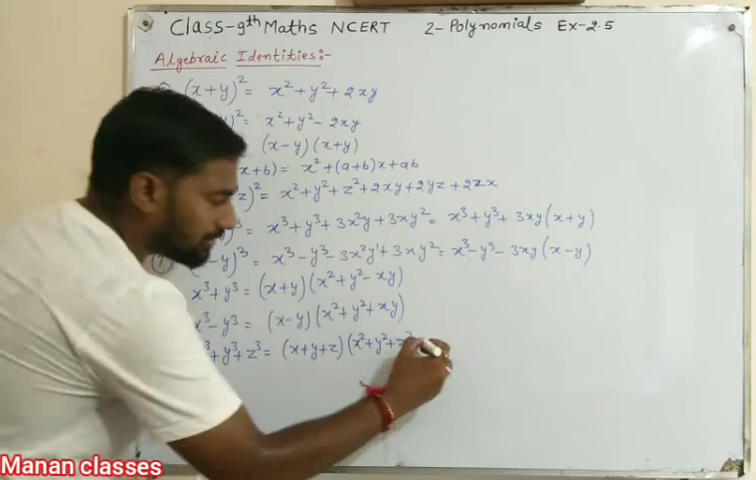 Class-9th Maths NCERT 2-Polynomials Ex-2.5
Algebraic Identities:-
(x+y)² = x²+y²+2xy
)² = x²+y²-2xy
(x-y)(x+y)
x+b) = x²+(a+b)x+ab
z)² = x²+y²+z²+2xy+2yz+2zx
)³ = x³+y³+3x²y+3xy² = x³+y³+3xy(x+y)
-y)³ = x³-y³-3x²y+3xy² = x³-y³-3xy(x-y)
x³+y³ = (x+y)(x²+y²-xy)
x³-y³ = (x-y)(x²+y²+xy)
³+y³+z³ = (x+y+z)(x²+y²+z²
Manan classes